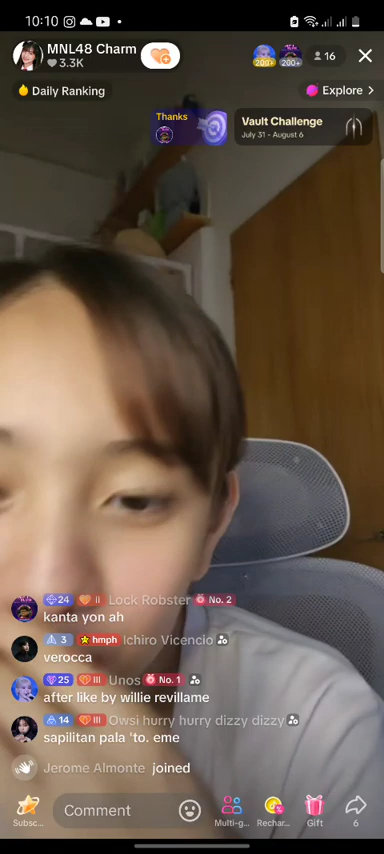 10:10
MNL48 Charm
3.3K
200+
200+
16
Daily Ranking
Explore
Thanks
Vault Challenge
July 31 - August 6
24 II Lock Robster No. 2
kanta yon ah
3 hmph Ichiro Vicencio
verocca
25 III Unos No. 1
after like by willie revillame
14 III Owsi hurry hurry dizzy dizzy
sapilitan pala 'to. eme
Jerome Almonte joined
Comment
Subsc...
Multi-g...
Rechar...
Gift
6